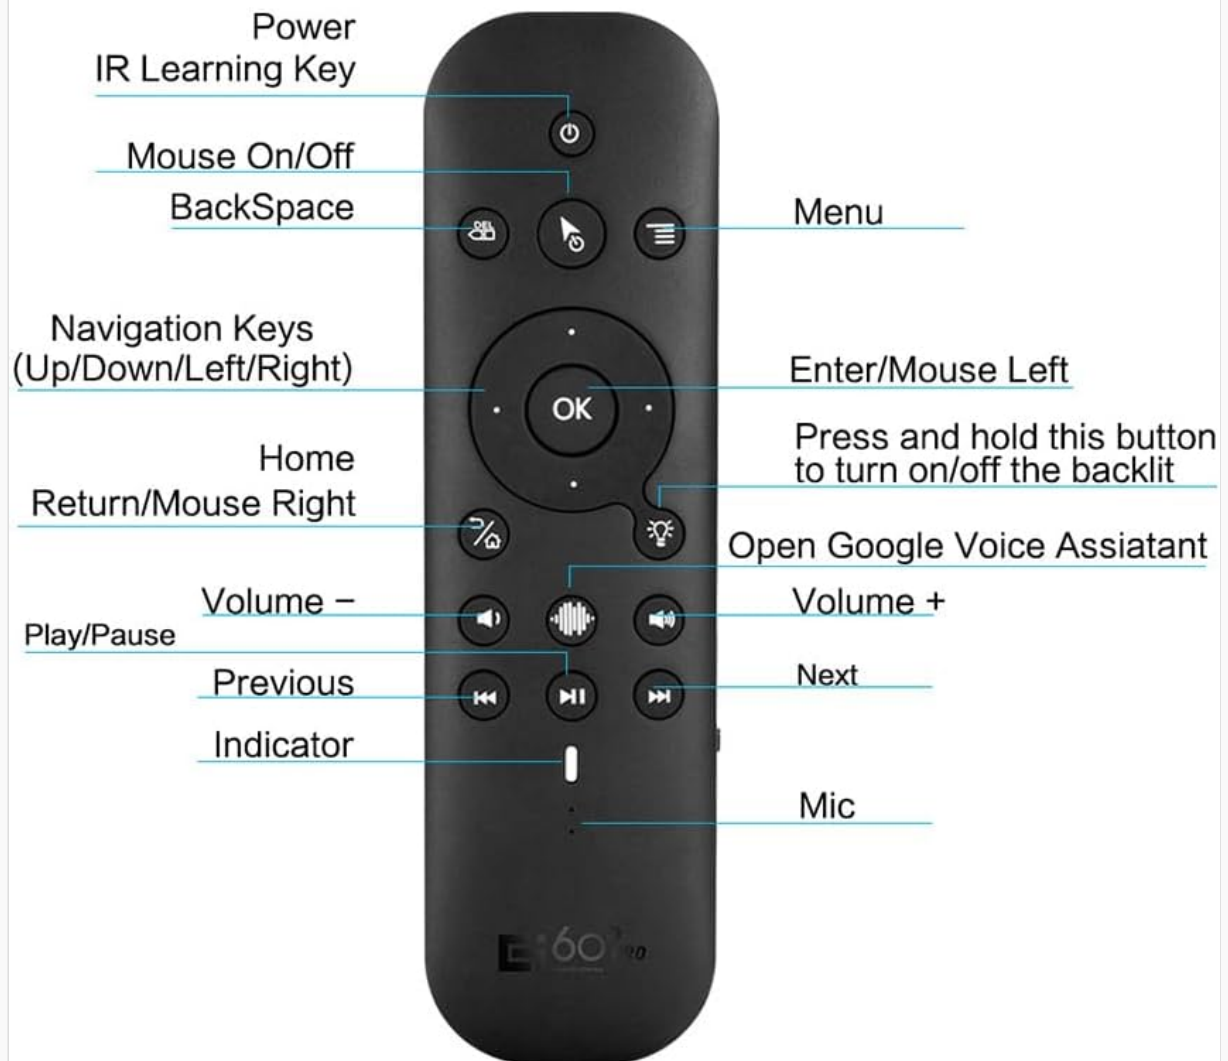 Power
IR Learning Key
Mouse On/Off
BackSpace
DEL
Menu
Navigation Keys
(Up/Down/Left/Right)
OK
Enter/Mouse Left
Press and hold this button
to turn on/off the backlit
Home
Return/Mouse Right
Open Google Voice Assiatant
Volume –
Volume +
Play/Pause
Previous
Next
Indicator
Mic
60